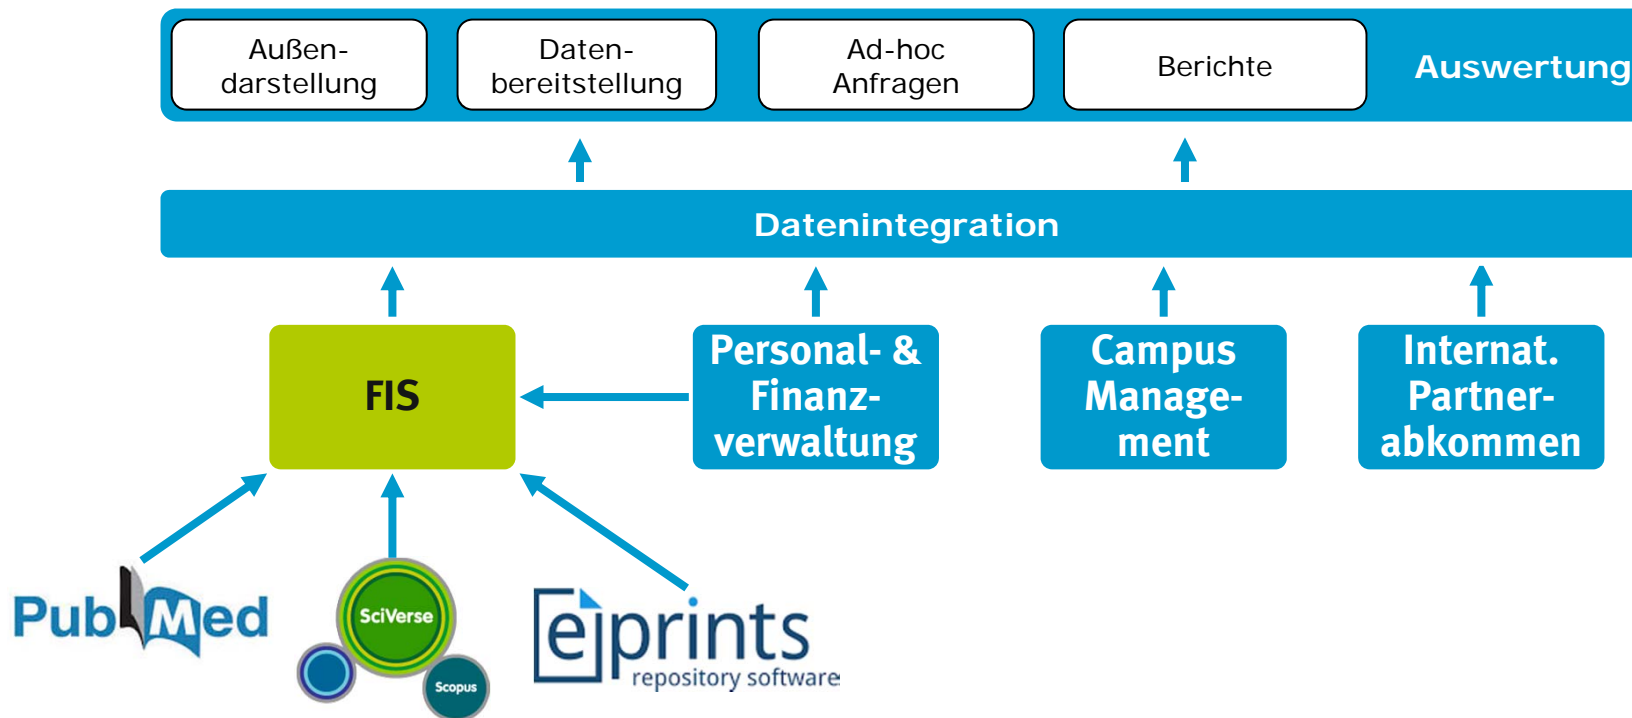 Außen-
darstellung
Daten-
bereitstellung
Ad-hoc
Anfragen
Berichte
Auswertung
Datenintegration
FIS
Personal- &
Finanz-
verwaltung
Campus
Manage-
ment
Internat.
Partner-
abkommen
PubMed
SciVerse
Scopus
eprints
repository software